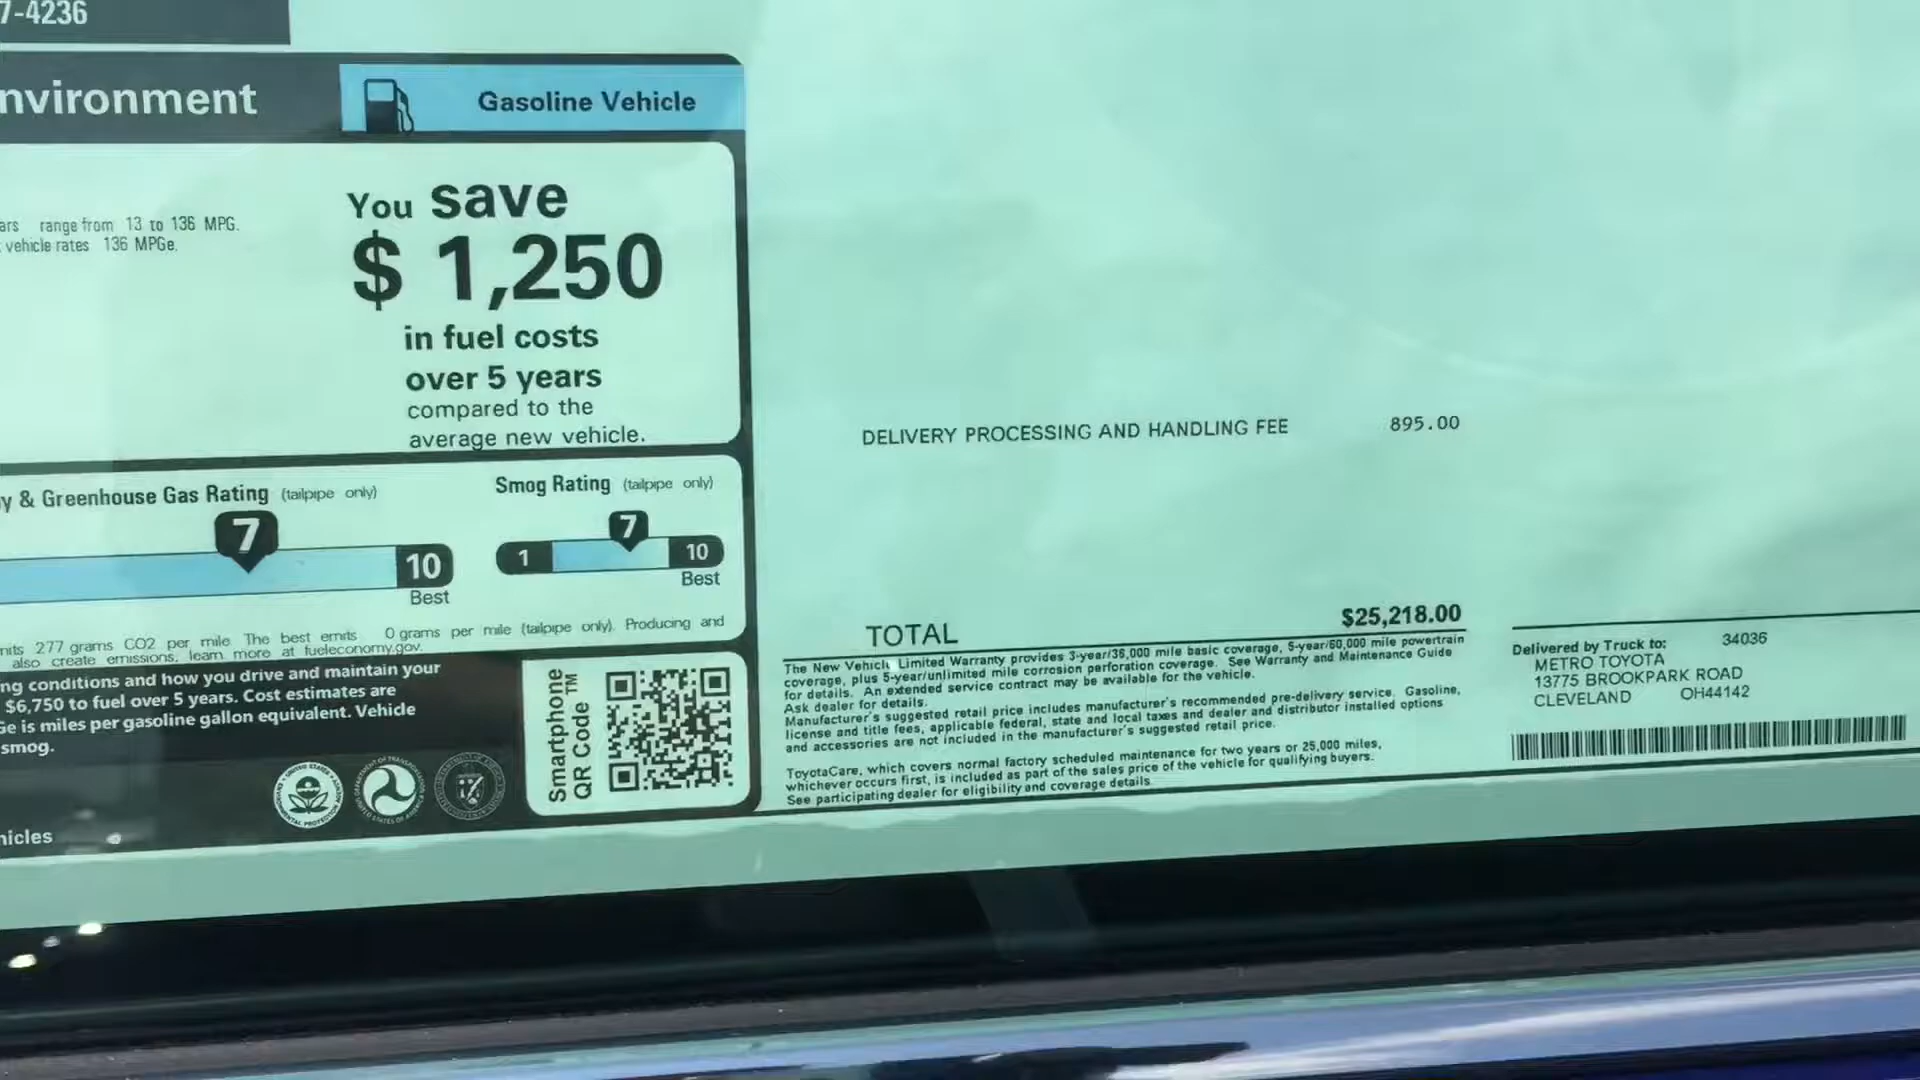 7-4236
nvironment
Gasoline Vehicle
ars range from 13 to 136 MPG.
vehicle rates 136 MPGe.
You save
$ 1,250
in fuel costs
over 5 years
compared to the
average new vehicle.
y & Greenhouse Gas Rating (tailpipe only)
7
10
Best
Smog Rating (tailpipe only)
7
1
10
Best
mits 277 grams CO2 per mile The best emits 0 grams per mile (tailpipe only). Producing and
also create emissions, learn more at fueleconomy.gov.
ng conditions and how you drive and maintain your
$6,750 to fuel over 5 years. Cost estimates are
Ge is miles per gasoline gallon equivalent. Vehicle
smog.
hicles
Smartphone
QR Code™
DELIVERY PROCESSING AND HANDLING FEE 895.00
TOTAL $25,218.00
The New Vehicle Limited Warranty provides 3-year/36,000 mile basic coverage, 5-year/60,000 mile powertrain
coverage, plus 5-year/unlimited mile corrosion perforation coverage. See Warranty and Maintenance Guide
for details. An extended service contract may be available for the vehicle.
Ask dealer for details.
Manufacturer's suggested retail price includes manufacturer's recommended pre-delivery service. Gasoline,
license and title fees, applicable federal, state and local taxes and dealer and distributor installed options
and accessories are not included in the manufacturer's suggested retail price.
ToyotaCare, which covers normal factory scheduled maintenance for two years or 25,000 miles,
whichever occurs first, is included as part of the sales price of the vehicle for qualifying buyers.
See participating dealer for eligibility and coverage details
Delivered by Truck to: 34036
METRO TOYOTA
13775 BROOKPARK ROAD
CLEVELAND OH44142